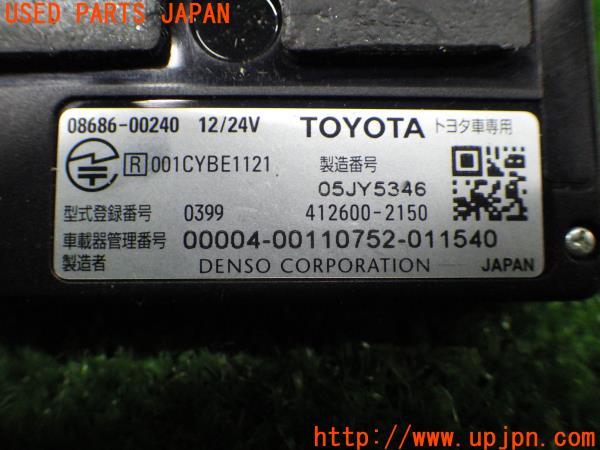 USED PARTS JAPAN
08686-00240 12/24V TOYOTA トヨタ車専用
R 001CYBE1121 製造番号
05JY5346
型式登録番号 0399 412600-2150
車載器管理番号 00004-00110752-011540
製造者 DENSO CORPORATION JAPAN
http://www.upjpn.com